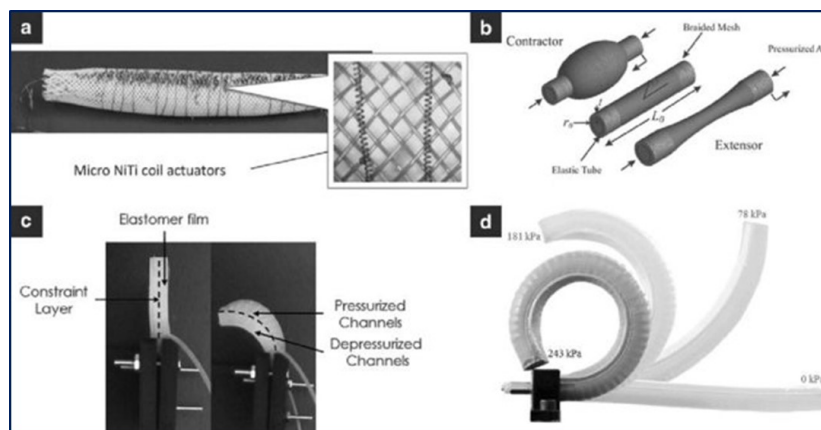 a
Micro NiTi coil actuators
b
Braided Mesh
Contractor
Pressurized A
L₀
Extensor
Elastic Tube
c
Elastomer film
Constraint
Layer
Pressurized
Channels
Depressurized
Channels
d
78 kPa
181 kPa
243 kPa
0 kPa